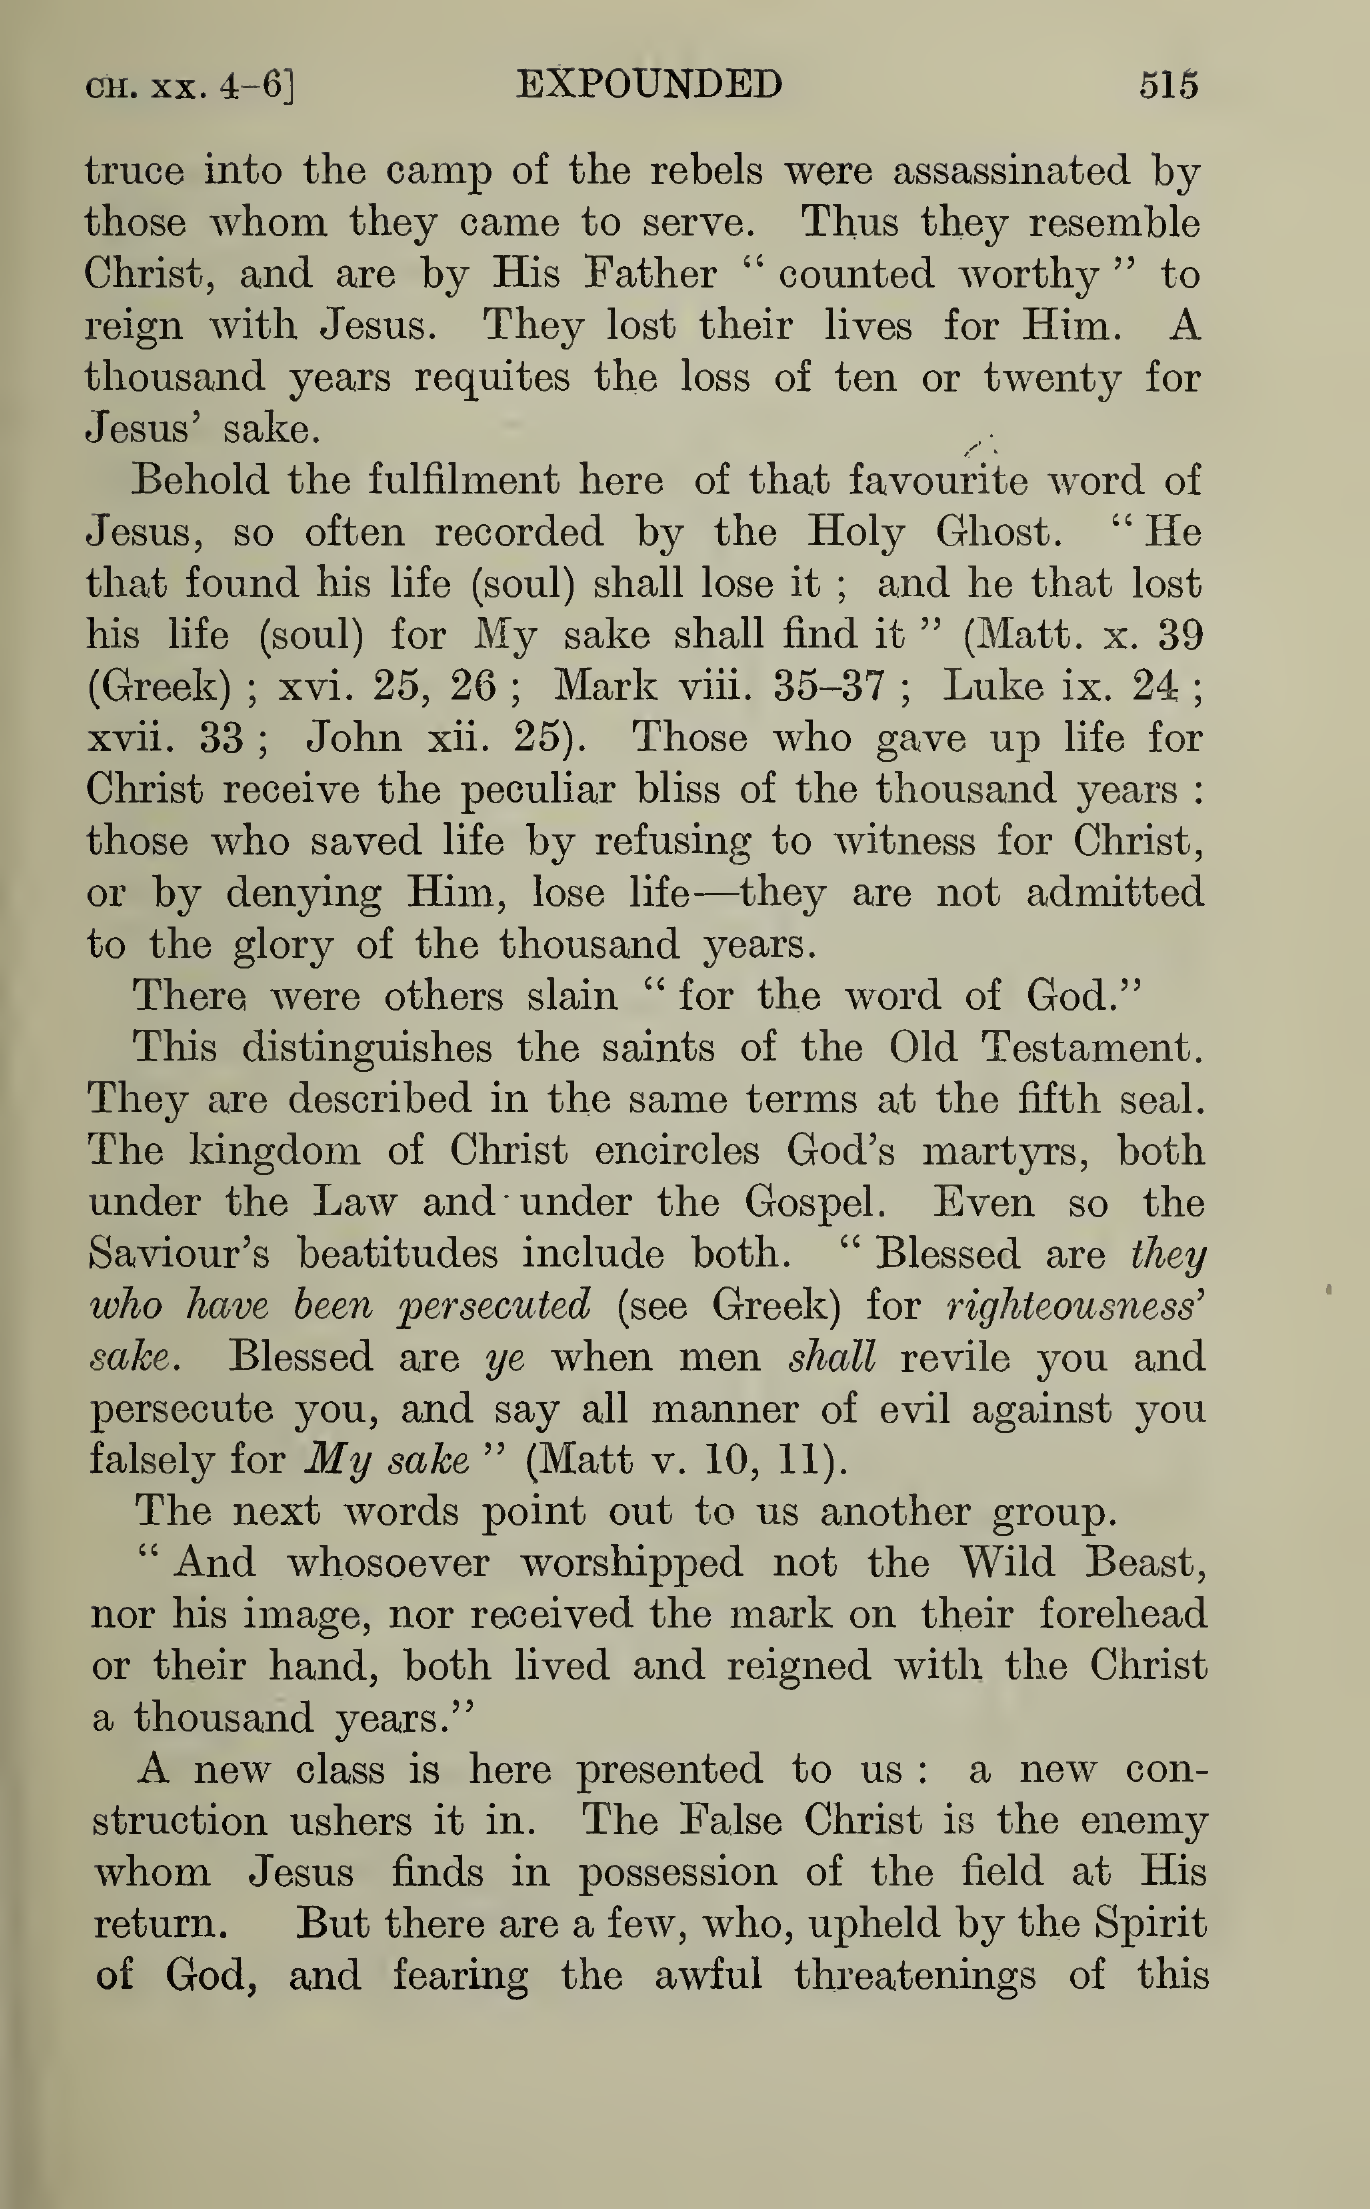 CH. XX. 4-6] EXPOUNDED 515
truce into the camp of the rebels were assassinated by
those whom they came to serve. Thus they resemble
Christ, and are by His Father “ counted worthy ” to
reign with Jesus. They lost their lives for Him. A
thousand years requites the loss of ten or twenty for
Jesus’ sake.
Behold the fulfilment here of that favourite word of
Jesus, so often recorded by the Holy Ghost. “ He
that found his life (soul) shall lose it ; and he that lost
his life (soul) for My sake shall find it ” (Matt. x. 39
(Greek) ; xvi. 25, 26 ; Mark viii. 35–37 ; Luke ix. 24 ;
xvii. 33 ; John xii. 25). Those who gave up life for
Christ receive the peculiar bliss of the thousand years :
those who saved life by refusing to witness for Christ,
or by denying Him, lose life—they are not admitted
to the glory of the thousand years.
There were others slain “ for the word of God.”
This distinguishes the saints of the Old Testament.
They are described in the same terms at the fifth seal.
The kingdom of Christ encircles God’s martyrs, both
under the Law and under the Gospel. Even so the
Saviour’s beatitudes include both. “ Blessed are they
who have been persecuted (see Greek) for righteousness’
sake. Blessed are ye when men shall revile you and
persecute you, and say all manner of evil against you
falsely for My sake ” (Matt v. 10, 11).
The next words point out to us another group.
“ And whosoever worshipped not the Wild Beast,
nor his image, nor received the mark on their forehead
or their hand, both lived and reigned with the Christ
a thousand years.”
A new class is here presented to us : a new con-
struction ushers it in. The False Christ is the enemy
whom Jesus finds in possession of the field at His
return. But there are a few, who, upheld by the Spirit
of God, and fearing the awful threatenings of this